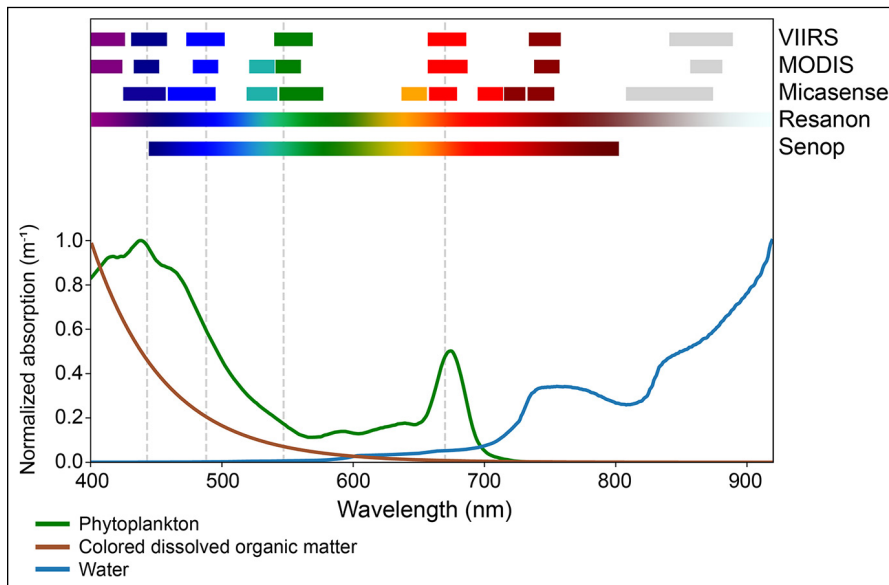 VIIRS
MODIS
Micasense
Resanon
Senop
Normalized absorption (m⁻¹)
1.0
0.8
0.6
0.4
0.2
0.0
400 500 600 700 800 900
Wavelength (nm)
Phytoplankton
Colored dissolved organic matter
Water